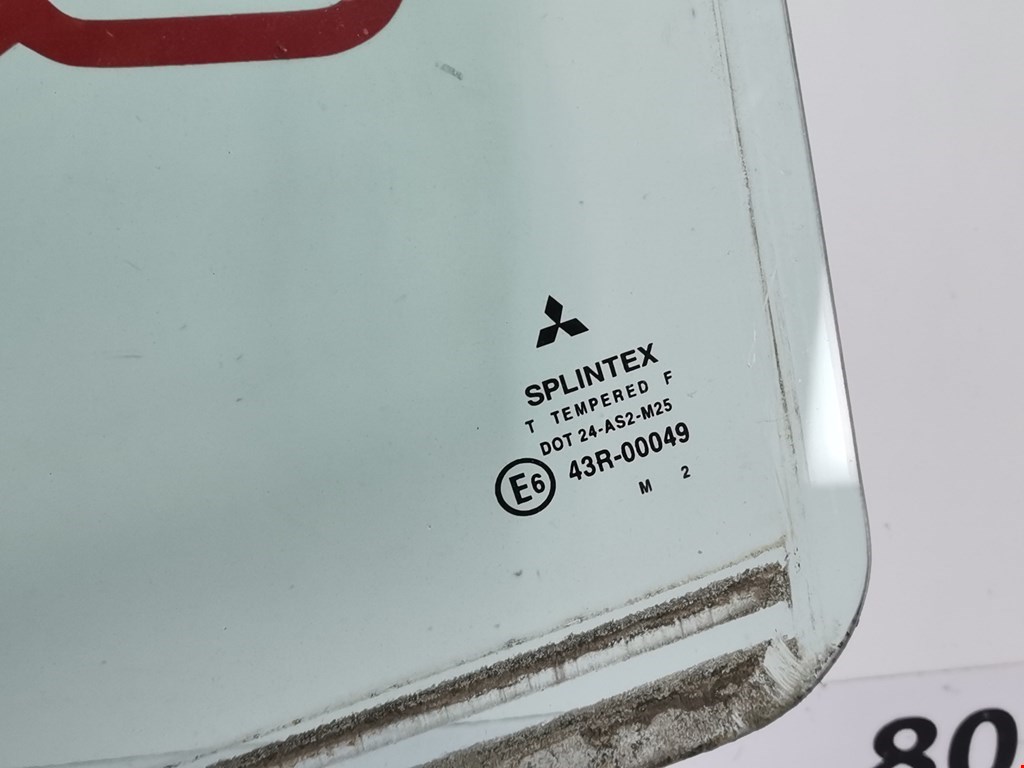 SPLINTEX
T TEMPERED F
DOT 24-AS2-M25
E6 43R-00049
M 2
80